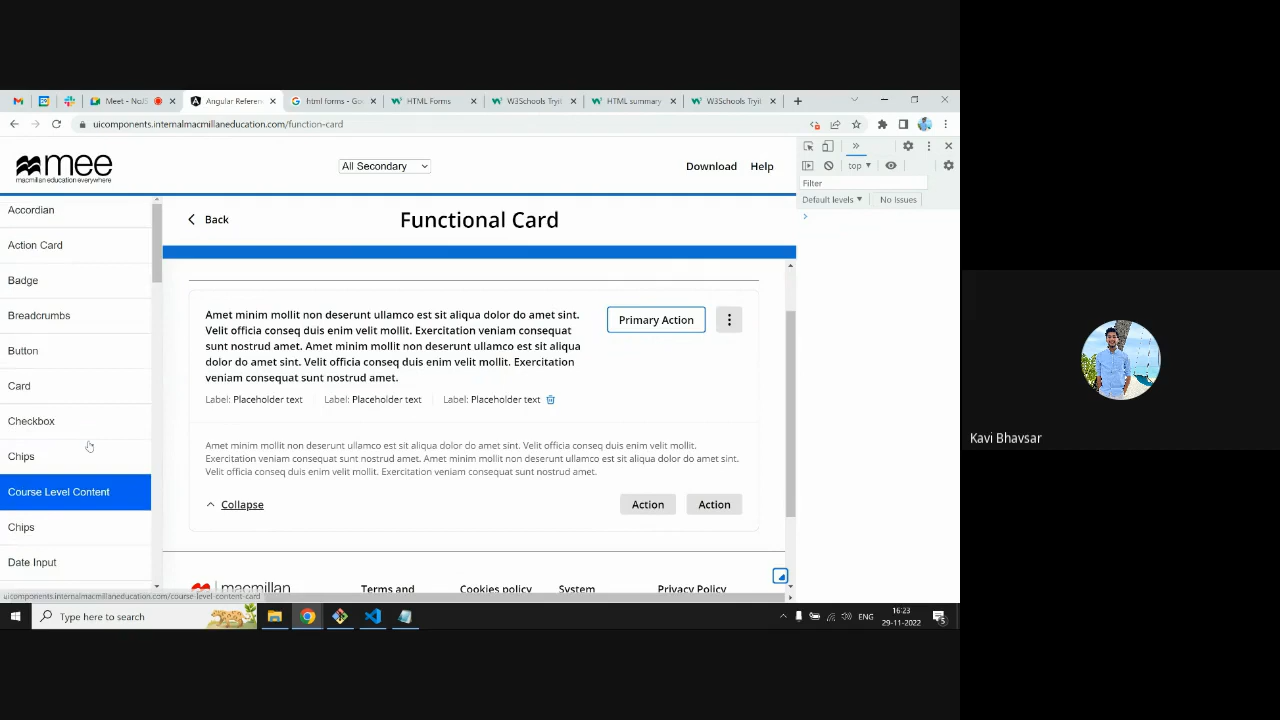 Meet - NoJS
Angular Referen
html forms - Goo
HTML Forms
W3Schools Tryit
HTML summary
W3Schools Tryit
uicomponents.internalmacmillaneducation.com/function-card
mee
macmillan education everywhere
All Secondary
Download
Help
top
Filter
Default levels
No Issues
Accordian
Action Card
Badge
Breadcrumbs
Button
Card
Checkbox
Chips
Course Level Content
Chips
Date Input
Back
Functional Card
Amet minim mollit non deserunt ullamco est sit aliqua dolor do amet sint.
Velit officia conseq duis enim velit mollit. Exercitation veniam consequat
sunt nostrud amet. Amet minim mollit non deserunt ullamco est sit aliqua
dolor do amet sint. Velit officia conseq duis enim velit mollit. Exercitation
veniam consequat sunt nostrud amet.
Primary Action
Label: Placeholder text
Label: Placeholder text
Label: Placeholder text
Amet minim mollit non deserunt ullamco est sit aliqua dolor do amet sint. Velit officia conseq duis enim velit mollit.
Exercitation veniam consequat sunt nostrud amet. Amet minim mollit non deserunt ullamco est sit aliqua dolor do amet sint.
Velit officia conseq duis enim velit mollit. Exercitation veniam consequat sunt nostrud amet.
Collapse
Action
Action
macmillan
Terms and
Cookies policy
System
Privacy Policy
uicomponents.internalmacmillaneducation.com/course-level-content-card
Type here to search
ENG
16:23
29-11-2022
5
Kavi Bhavsar